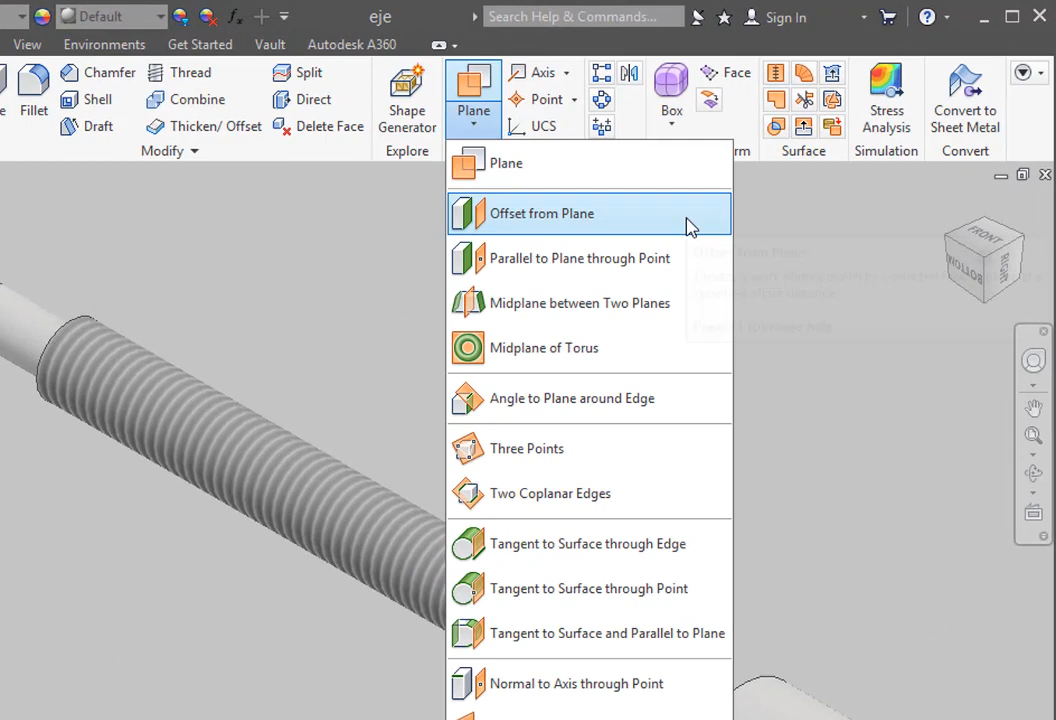 Default
eje
Search Help & Commands...
Sign In
View
Environments
Get Started
Vault
Autodesk A360
Fillet
Chamfer
Shell
Draft
Thread
Combine
Thicken/ Offset
Split
Direct
Delete Face
Modify
Shape
Generator
Explore
Plane
Axis
Point
UCS
Box
Face
Surface
Stress
Analysis
Simulation
Convert to
Sheet Metal
Convert
Plane
Offset from Plane
Parallel to Plane through Point
Midplane between Two Planes
Midplane of Torus
Angle to Plane around Edge
Three Points
Two Coplanar Edges
Tangent to Surface through Edge
Tangent to Surface through Point
Tangent to Surface and Parallel to Plane
Normal to Axis through Point
FRONT
RIGHT
BOTTOM